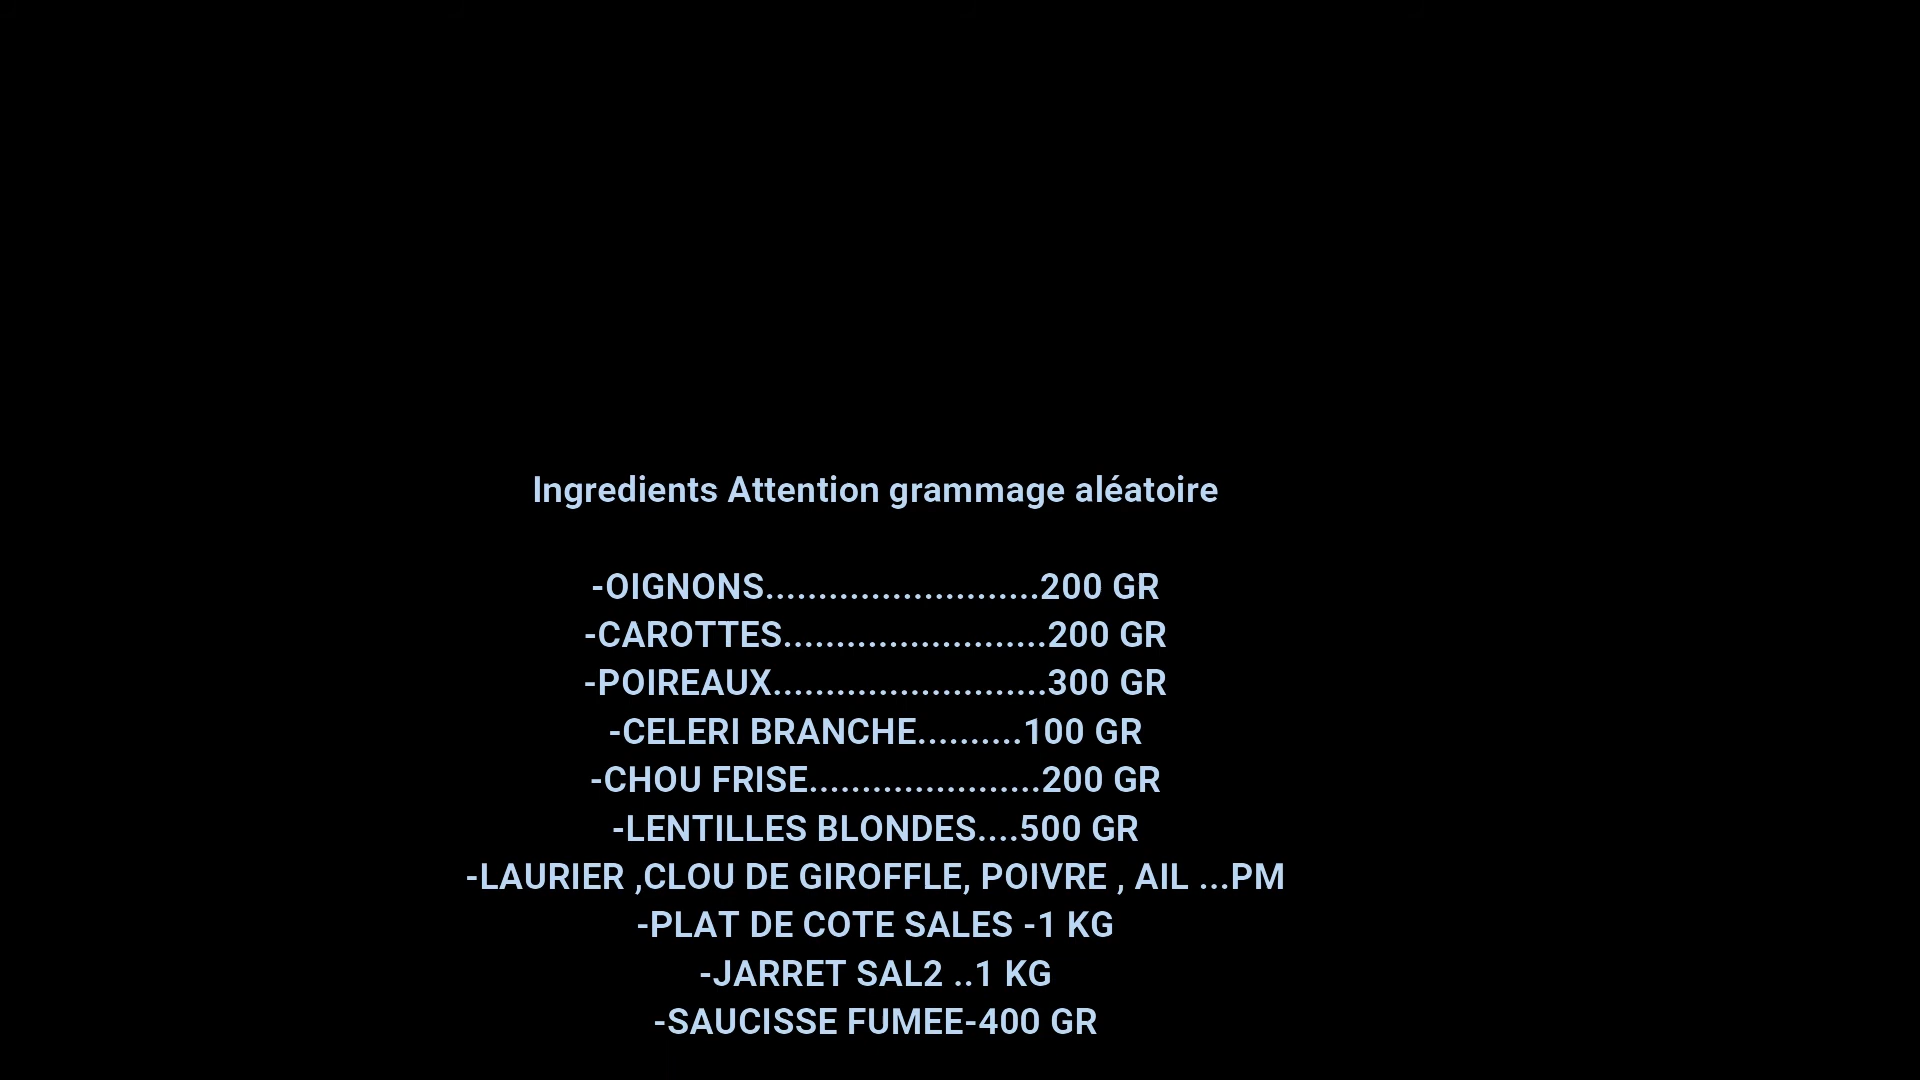 Ingredients Attention grammage aléatoire
-OIGNONS..........................200 GR
-CAROTTES.........................200 GR
-POIREAUX..........................300 GR
-CELERI BRANCHE..........100 GR
-CHOU FRISE......................200 GR
-LENTILLES BLONDES....500 GR
-LAURIER ,CLOU DE GIROFFLE, POIVRE , AIL ...PM
-PLAT DE COTE SALES -1 KG
-JARRET SAL2 ..1 KG
-SAUCISSE FUMEE-400 GR